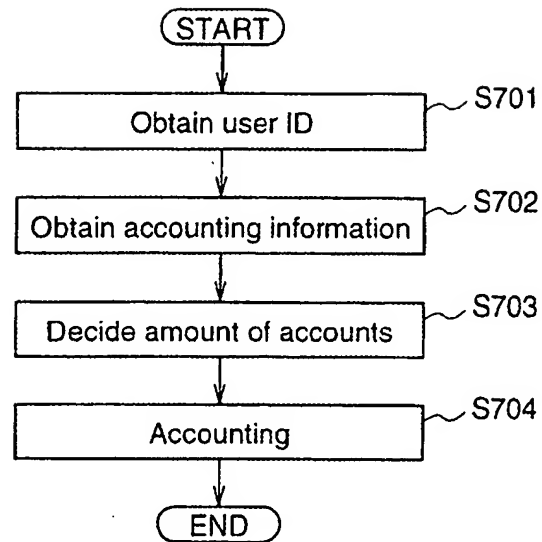 START
Obtain user ID
S701
Obtain accounting information
S702
Decide amount of accounts
S703
Accounting
S704
END